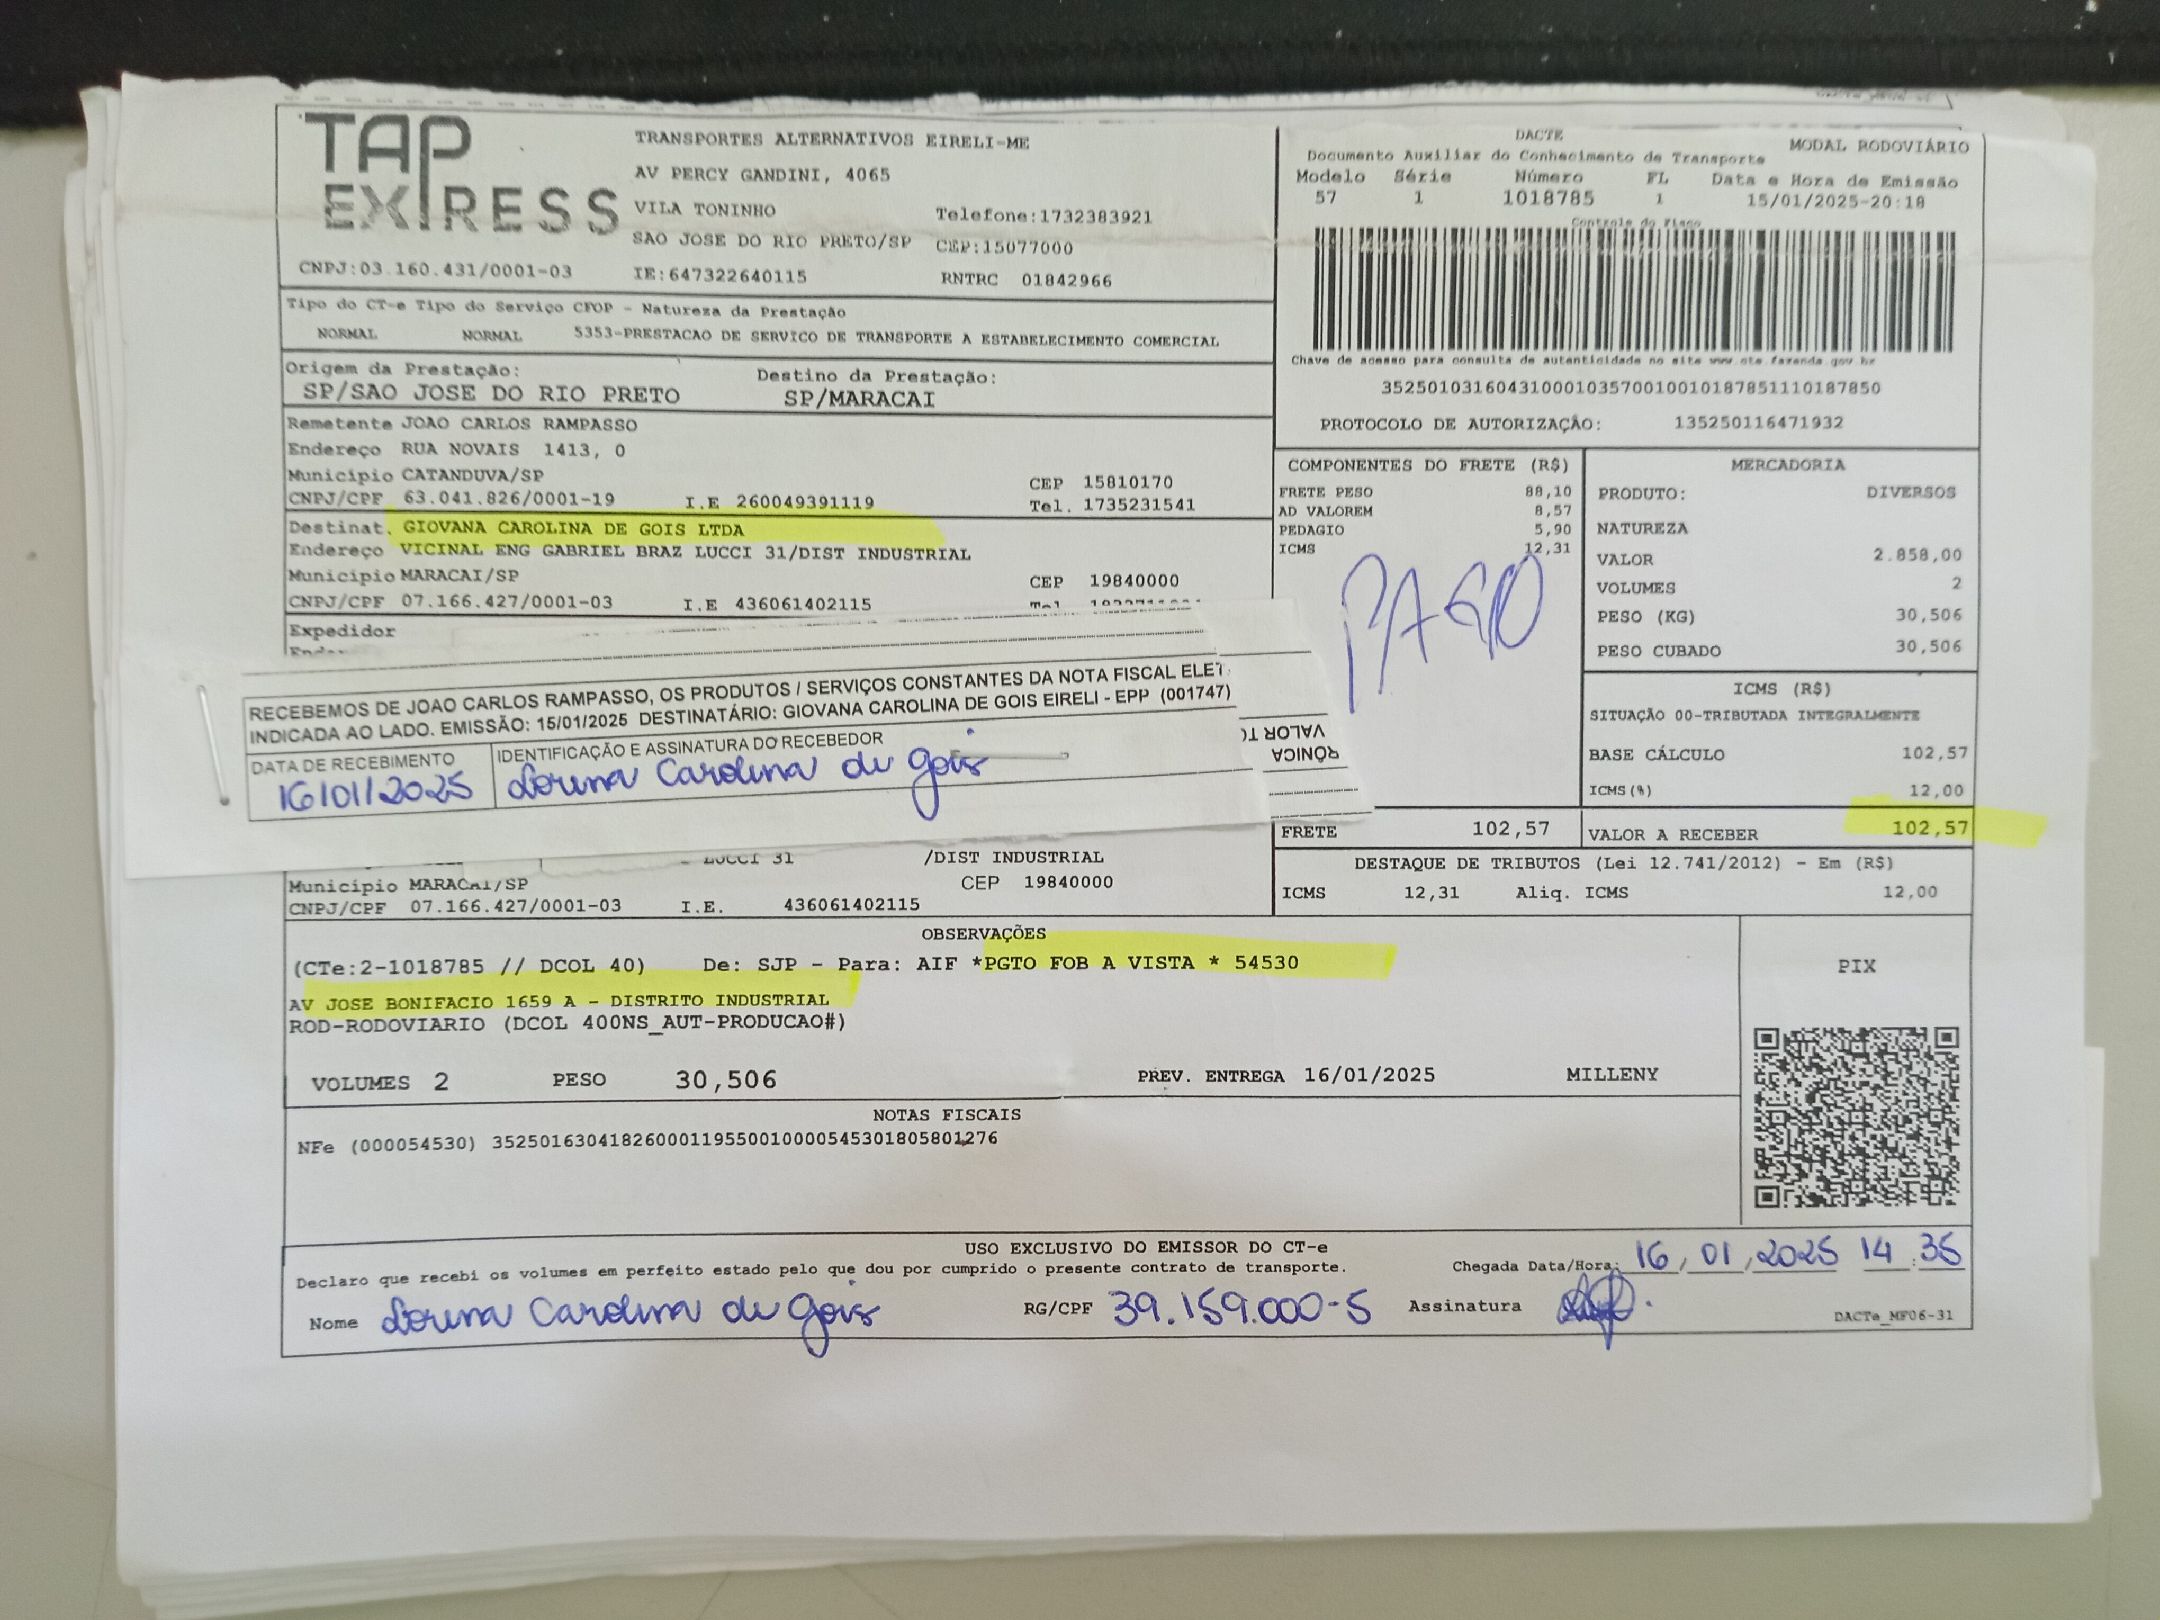 TAP
EXPRESS
TRANSPORTES ALTERNATIVOS EIRELI-ME
AV PERCY GANDINI, 4065
VILA TONINHO Telefone:1732383921
SAO JOSE DO RIO PRETO/SP CEP:15077000
CNPJ:03.160.431/0001-03 IE:647322640115 RNTRC 01842966
DACTE MODAL RODOVIÁRIO
Documento Auxiliar do Conhecimento de Transporte
Modelo Série Número FL Data e Hora de Emissão
57 1 1018785 1 15/01/2025-20:18
Controle do Fisco
Chave de acesso para consulta de autenticidade no site www.cte.fazenda.gov.br
35250103160431000103570010010187851110187850
PROTOCOLO DE AUTORIZAÇÃO: 135250116471932
Tipo do CT-e Tipo do Serviço CFOP - Natureza da Prestação
NORMAL NORMAL 5353-PRESTACAO DE SERVICO DE TRANSPORTE A ESTABELECIMENTO COMERCIAL
Origem da Prestação: Destino da Prestação:
SP/SAO JOSE DO RIO PRETO SP/MARACAI
Remetente JOAO CARLOS RAMPASSO
Endereço RUA NOVAIS 1413, 0
Município CATANDUVA/SP CEP 15810170
CNPJ/CPF 63.041.826/0001-19 I.E 260049391119 Tel. 1735231541
Destinat. GIOVANA CAROLINA DE GOIS LTDA
Endereço VICINAL ENG GABRIEL BRAZ LUCCI 31/DIST INDUSTRIAL
Município MARACAI/SP CEP 19840000
CNPJ/CPF 07.166.427/0001-03 I.E 436061402115
Expedidor
COMPONENTES DO FRETE (R$)
FRETE PESO 88,10
AD VALOREM 8,57
PEDAGIO 5,90
ICMS 12,31
PAGO
MERCADORIA
PRODUTO: DIVERSOS
NATUREZA
VALOR 2.858,00
VOLUMES 2
PESO (KG) 30,506
PESO CUBADO 30,506
ICMS (R$)
SITUAÇÃO 00-TRIBUTADA INTEGRALMENTE
BASE CÁLCULO 102,57
ICMS(%) 12,00
RECEBEMOS DE JOAO CARLOS RAMPASSO, OS PRODUTOS / SERVIÇOS CONSTANTES DA NOTA FISCAL ELET
INDICADA AO LADO. EMISSÃO: 15/01/2025 DESTINATÁRIO: GIOVANA CAROLINA DE GOIS EIRELI - EPP (001747)
DATA DE RECEBIMENTO IDENTIFICAÇÃO E ASSINATURA DO RECEBEDOR
16/01/2025 Carolina de Gois
RÔNICA
VALOR TO
FRETE 102,57 VALOR A RECEBER 102,57
LUCCI 31 /DIST INDUSTRIAL
Município MARACAI/SP CEP 19840000
CNPJ/CPF 07.166.427/0001-03 I.E. 436061402115
DESTAQUE DE TRIBUTOS (Lei 12.741/2012) - Em (R$)
ICMS 12,31 Aliq. ICMS 12,00
OBSERVAÇÕES
(CTe:2-1018785 // DCOL 40) De: SJP - Para: AIF *PGTO FOB A VISTA * 54530
AV JOSE BONIFACIO 1659 A - DISTRITO INDUSTRIAL
ROD-RODOVIARIO (DCOL 400NS_AUT-PRODUCAO#)
PIX
VOLUMES 2 PESO 30,506 PREV. ENTREGA 16/01/2025 MILLENY
NOTAS FISCAIS
NFe (000054530) 35250163041826000119550010000545301805801276
USO EXCLUSIVO DO EMISSOR DO CT-e
Declaro que recebi os volumes em perfeito estado pelo que dou por cumprido o presente contrato de transporte. Chegada Data/Hora: 16/01/2025 14:35
Nome Carolina de Gois RG/CPF 39.159.000-5 Assinatura
DACTe_MF06-31